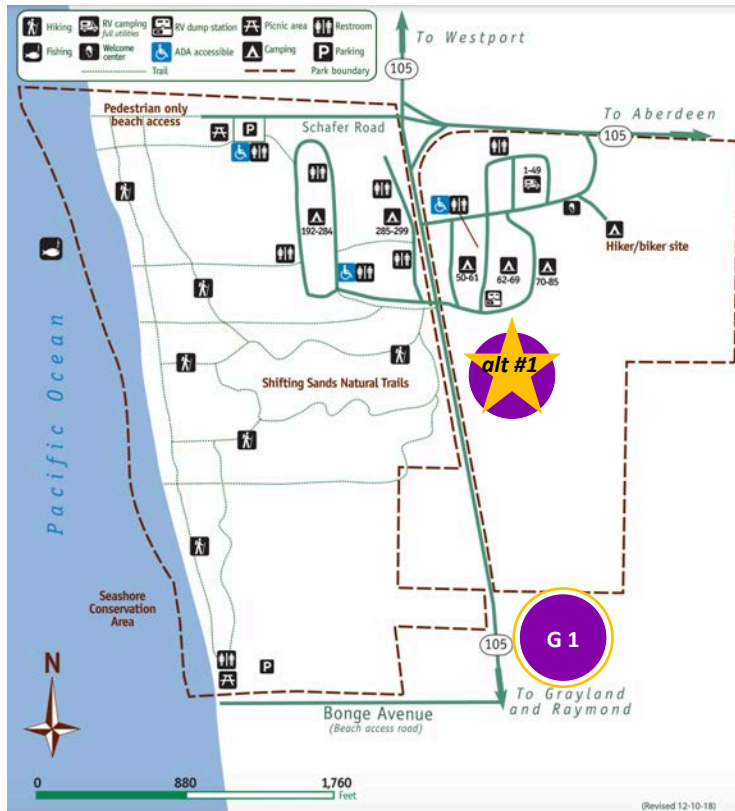 Hiking
RV camping
full utilities
RV dump station
Picnic area
Restroom
Fishing
Welcome
center
ADA accessible
Camping
P
Parking
Trail
Park boundary
To Westport
105
To Aberdeen
105
Pedestrian only
beach access
P
Schafer Road
1-49
192-284
285-299
Hiker/biker site
50-61
62-69
70-85
alt #1
Shifting Sands Natural Trails
Pacific Ocean
Seashore
Conservation
Area
G 1
105
N
P
To Grayland
and Raymond
Bonge Avenue
(Beach access road)
0
880
1,760
Feet
(Revised 12-10-18)